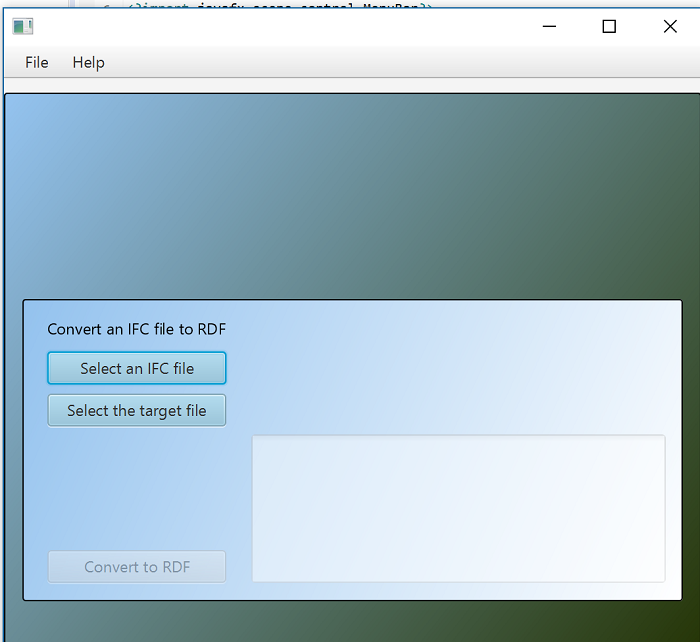 File Help
Convert an IFC file to RDF
Select an IFC file
Select the target file
Convert to RDF